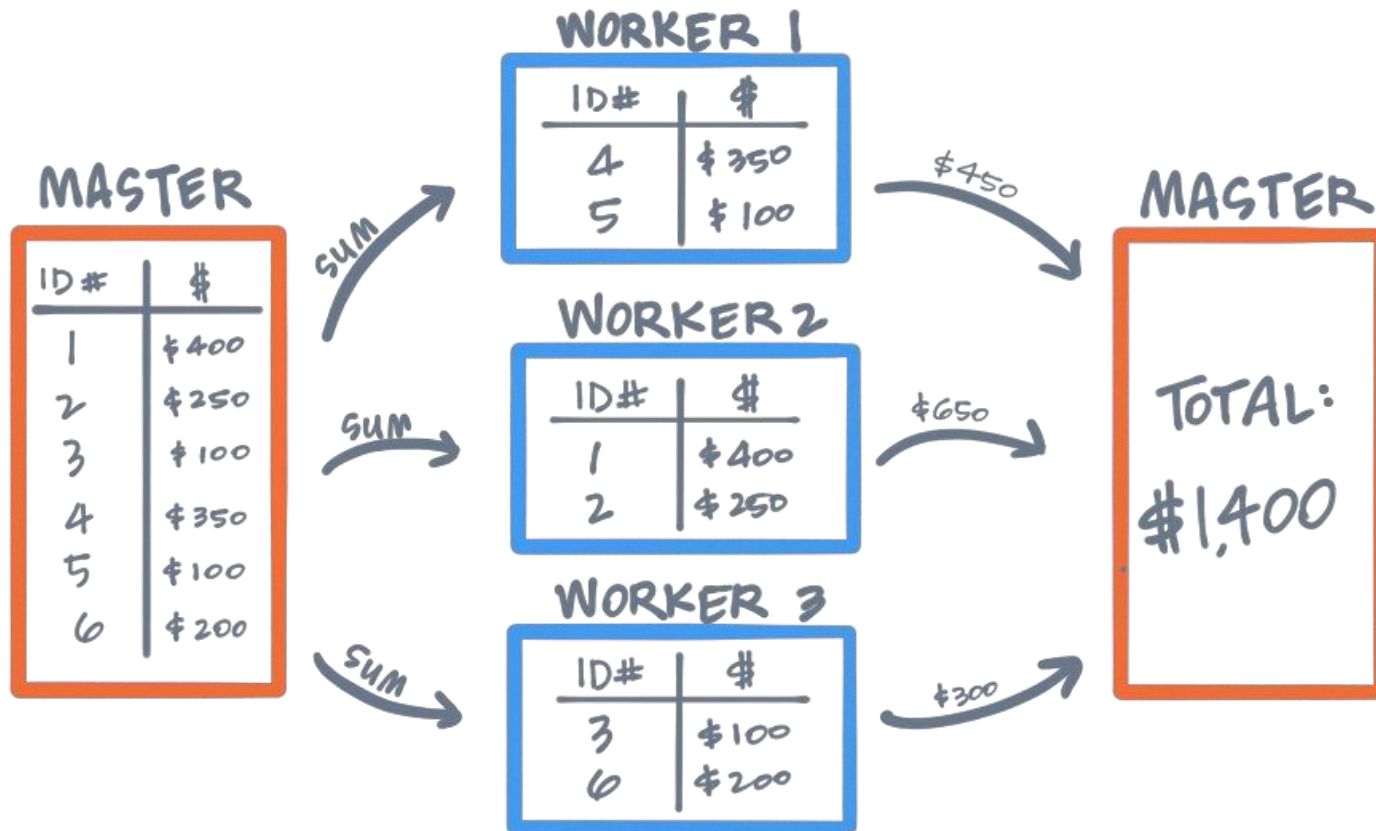 MASTER
ID# $
1 $400
2 $250
3 $100
4 $350
5 $100
6 $200
SUM
SUM
SUM
WORKER 1
ID# $
4 $350
5 $100
WORKER 2
ID# $
1 $400
2 $250
WORKER 3
ID# $
3 $100
6 $200
$450
$650
$300
MASTER
TOTAL:
$1,400